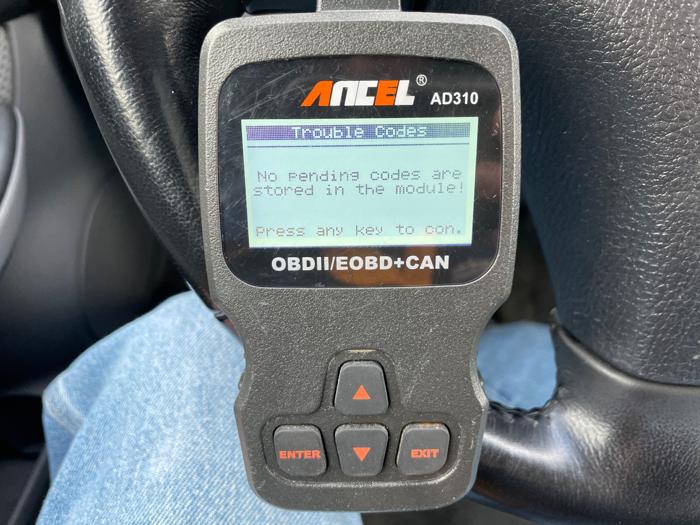 ANCEL® AD310
Trouble Codes
No pending codes are
stored in the module!
Press any key to con.
OBDII/EOBD+CAN
ENTER
EXIT